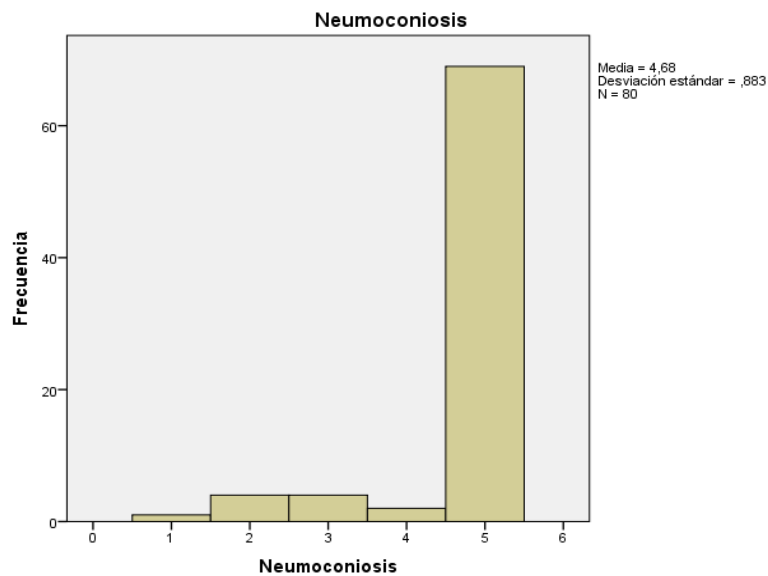 Neumoconiosis
Media = 4,68
Desviación estándar = ,883
N = 80
Frecuencia
60
40
20
0
0 1 2 3 4 5 6
Neumoconiosis